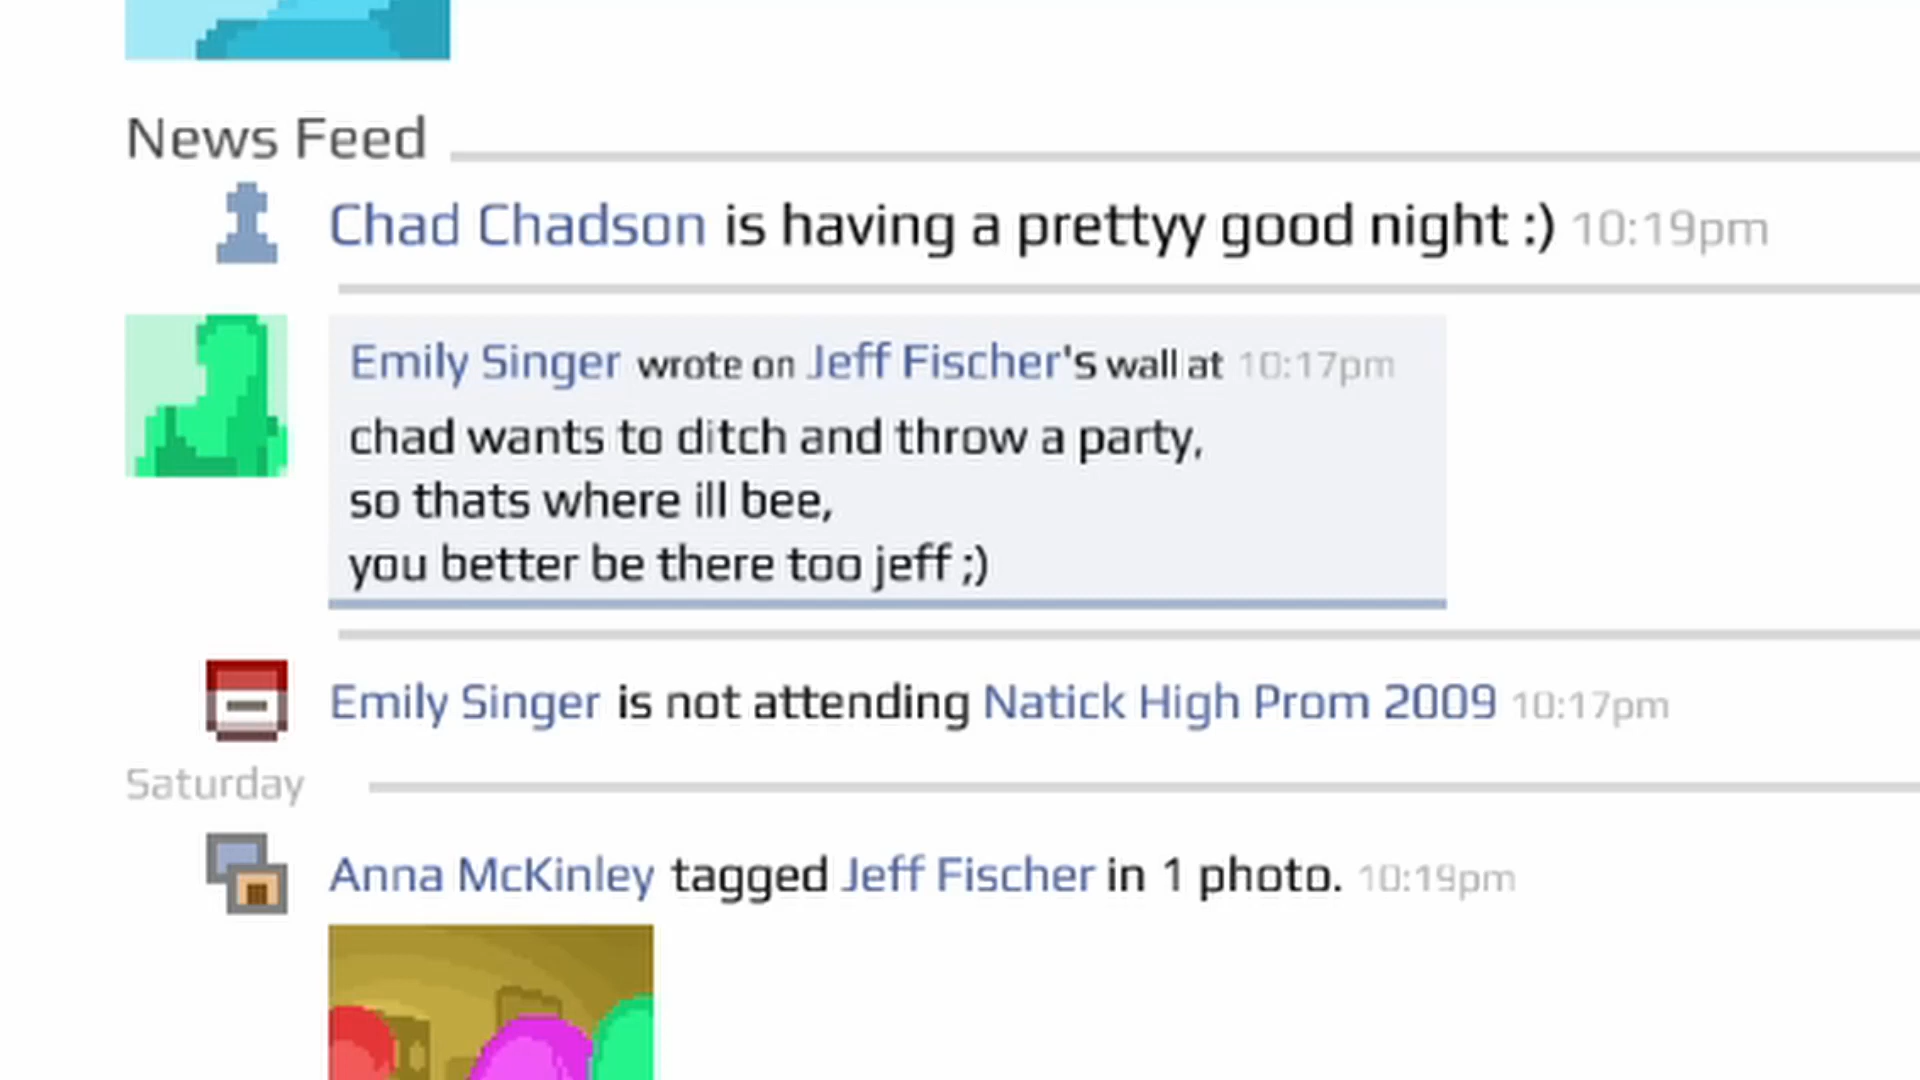 News Feed
Chad Chadson is having a prettyy good night :) 10:19pm
Emily Singer wrote on Jeff Fischer's wall at 10:17pm
chad wants to ditch and throw a party,
so thats where ill bee,
you better be there too jeff ;)
Emily Singer is not attending Natick High Prom 2009 10:17pm
Saturday
Anna McKinley tagged Jeff Fischer in 1 photo. 10:19pm